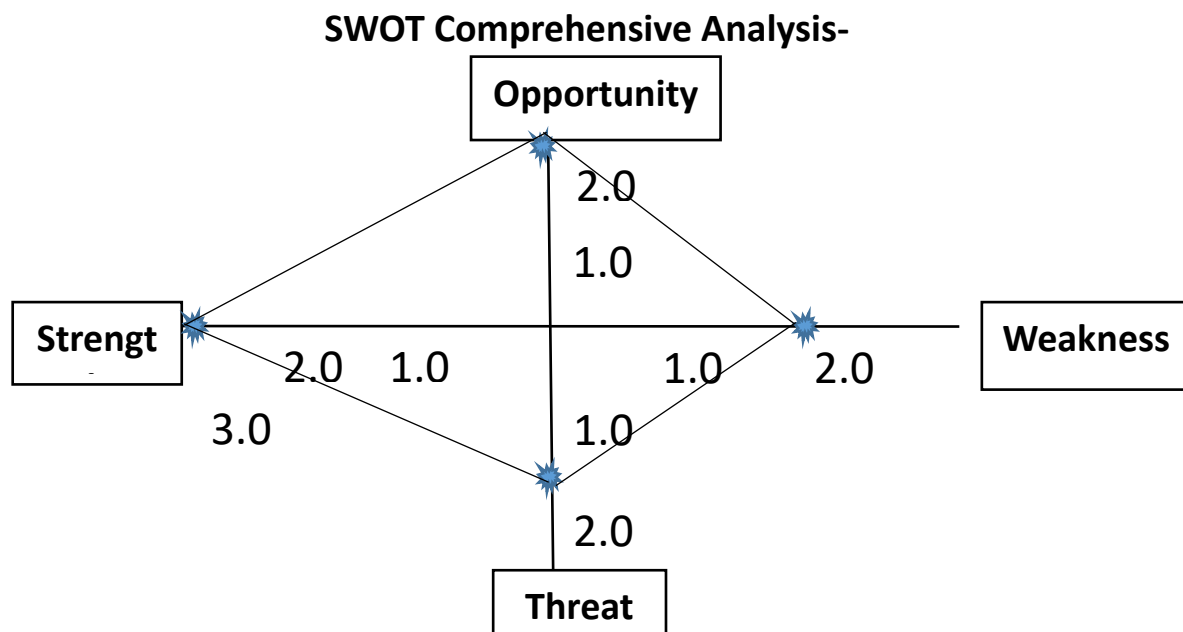 SWOT Comprehensive Analysis-
Opportunity
2.0
1.0
Strengt
Weakness
2.0 1.0 1.0 2.0
3.0 1.0
2.0
Threat